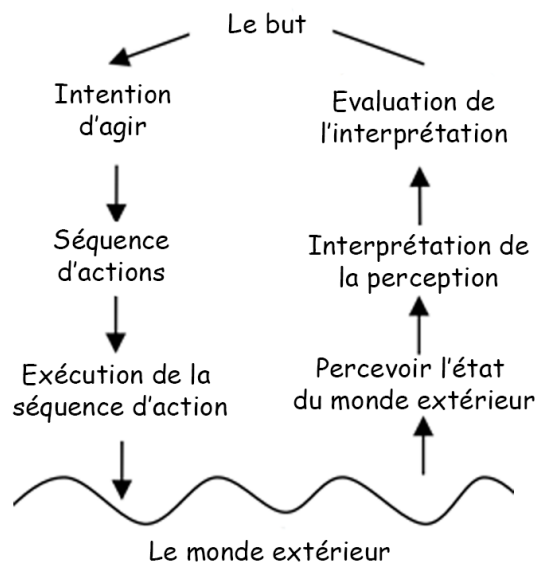 Le but
Intention
d'agir
Séquence
d'actions
Exécution de la
séquence d'action
Evaluation de
l'interprétation
Interprétation de
la perception
Percevoir l'état
du monde extérieur
Le monde extérieur